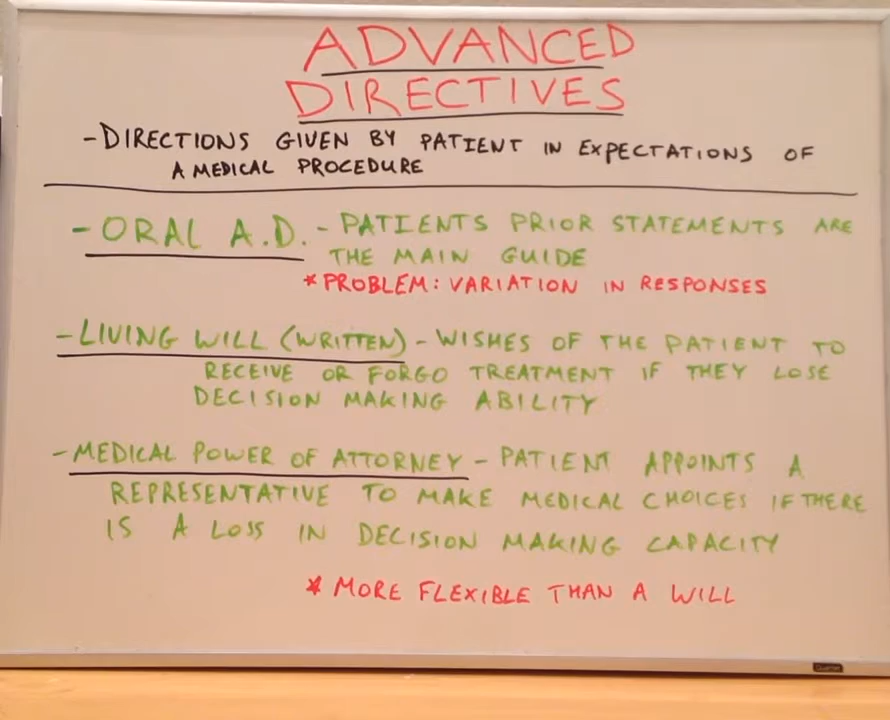 ADVANCED
DIRECTIVES
-DIRECTIONS GIVEN BY PATIENT IN EXPECTATIONS OF
A MEDICAL PROCEDURE
-ORAL A.D. - PATIENTS PRIOR STATEMENTS ARE
THE MAIN GUIDE
*PROBLEM: VARIATION IN RESPONSES
-LIVING WILL (WRITTEN) - WISHES OF THE PATIENT TO
RECEIVE OR FORGO TREATMENT IF THEY LOSE
DECISION MAKING ABILITY
-MEDICAL POWER OF ATTORNEY - PATIENT APPOINTS A
REPRESENTATIVE TO MAKE MEDICAL CHOICES IF THERE
IS A LOSS IN DECISION MAKING CAPACITY
* MORE FLEXIBLE THAN A WILL
Quartet